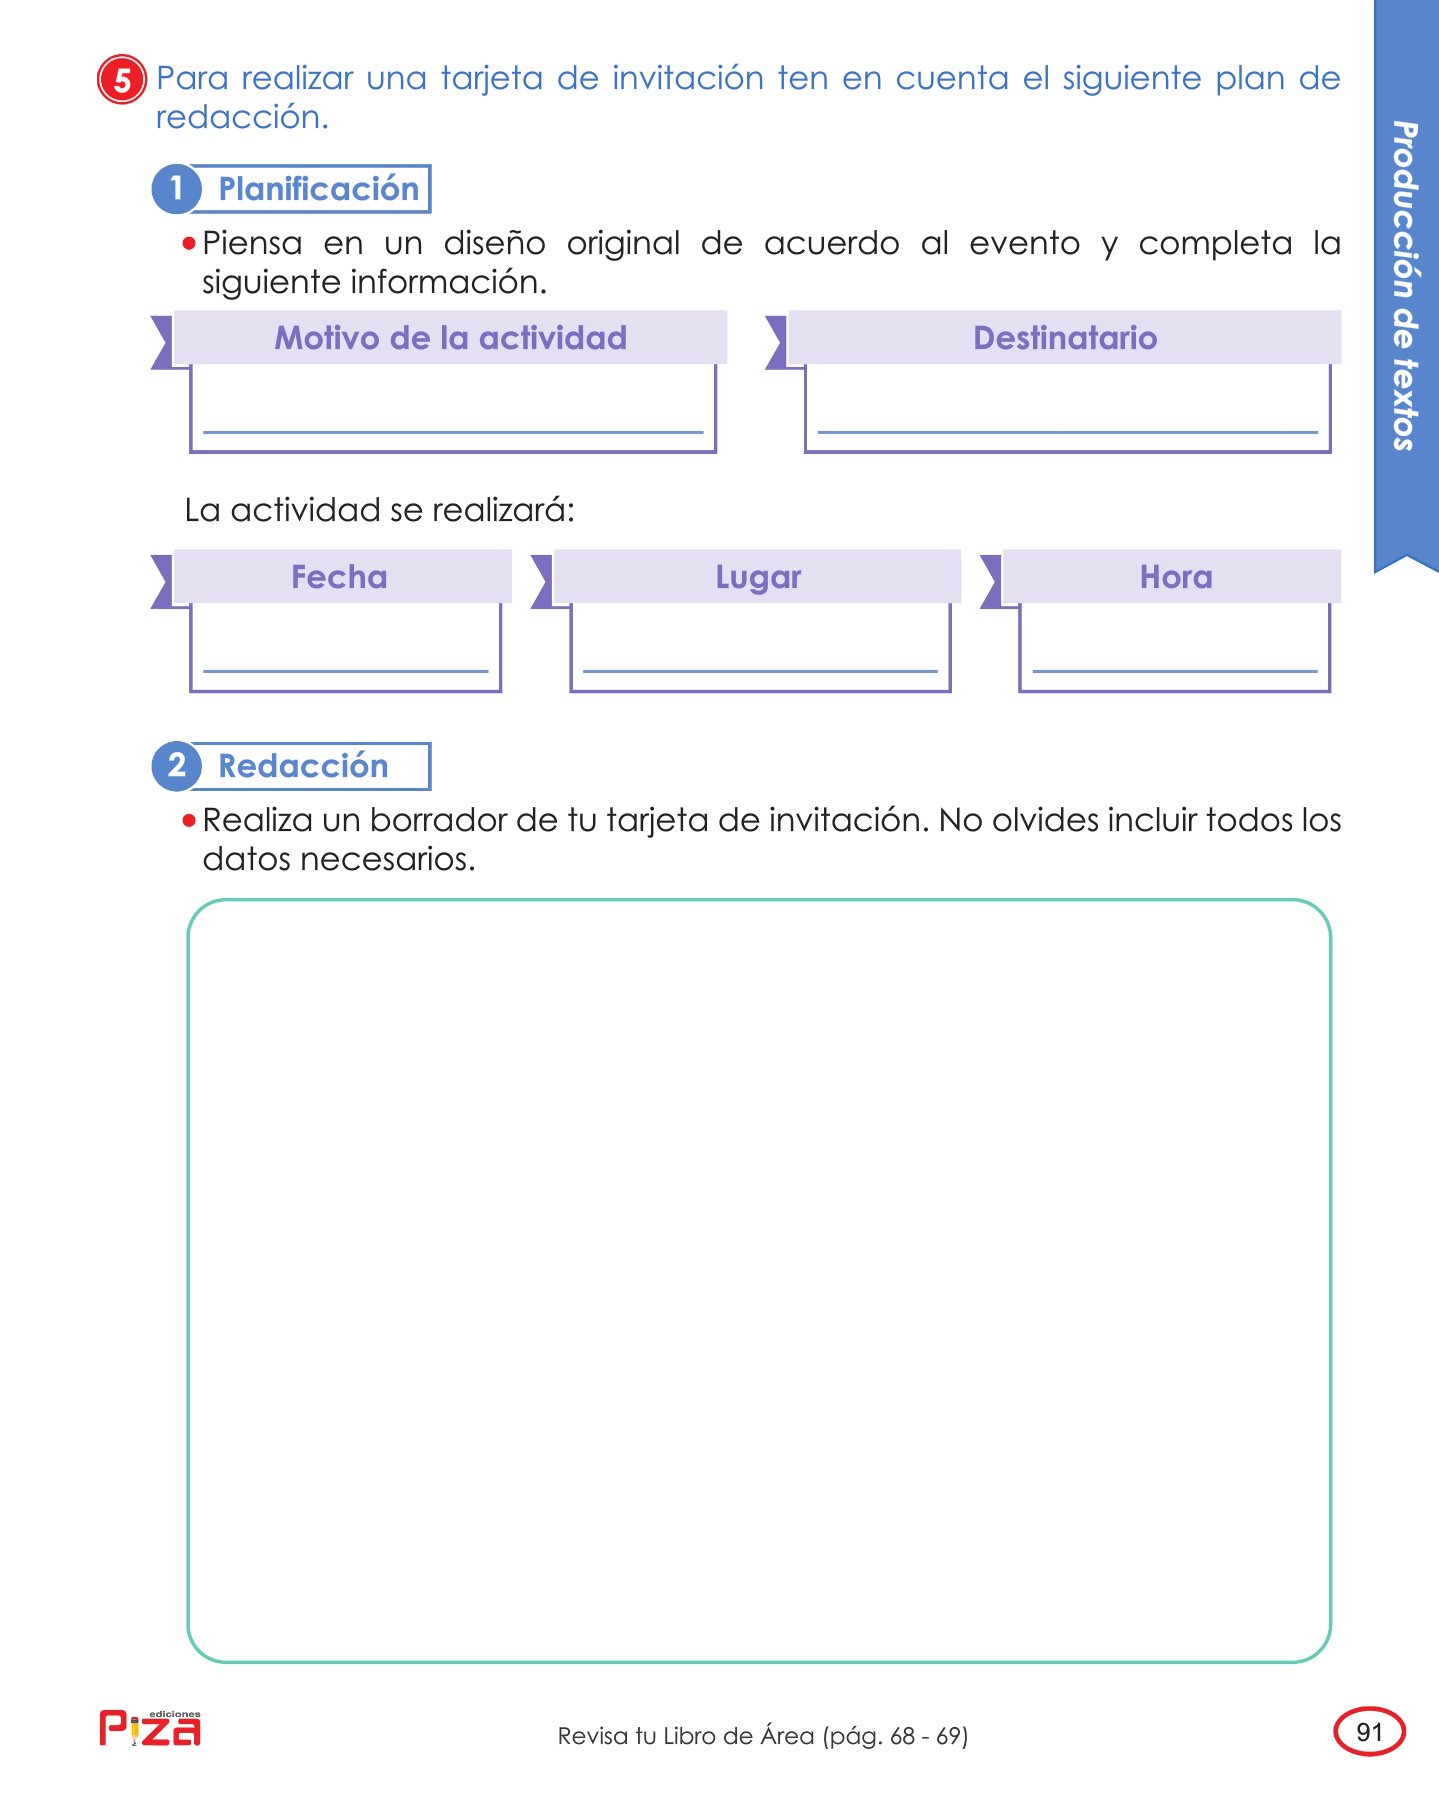 5 Para realizar una tarjeta de invitación ten en cuenta el siguiente plan de
redacción.
1 Planificación
• Piensa en un diseño original de acuerdo al evento y completa la
siguiente información.
Motivo de la actividad
Destinatario
La actividad se realizará:
Fecha
Lugar
Hora
2 Redacción
• Realiza un borrador de tu tarjeta de invitación. No olvides incluir todos los
datos necesarios.
Producción de textos
ediciones
Piza
Revisa tu Libro de Área (pág. 68 - 69)
91